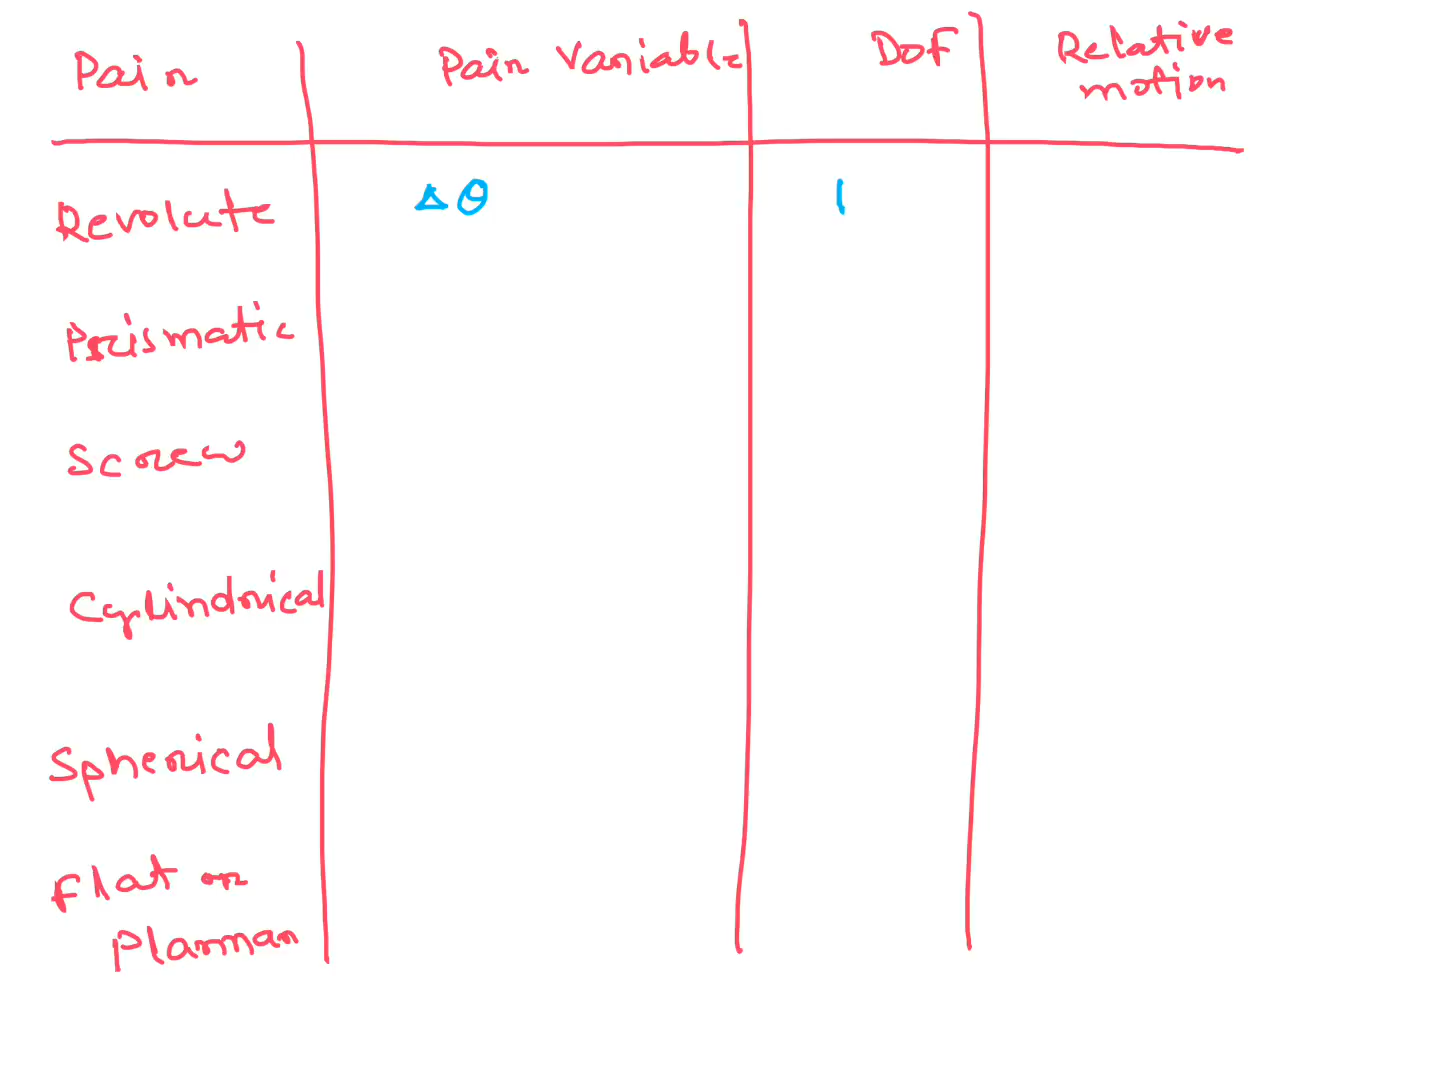 Pair Pair Variable DoF Relative motion
Revolute Δθ 1
Prismatic
Screw
Cylindrical
Spherical
Flat or
Planar